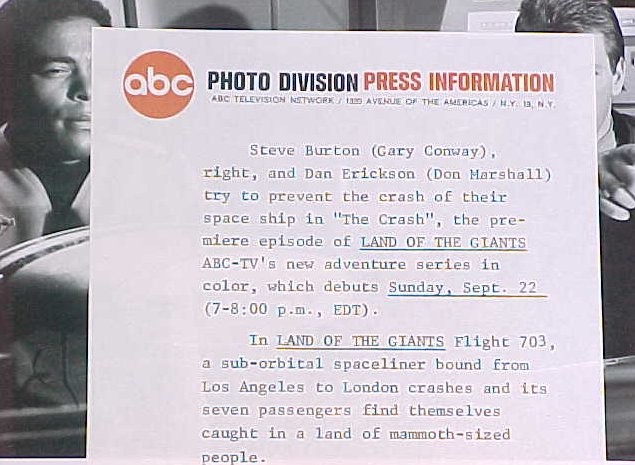 abc PHOTO DIVISION PRESS INFORMATION
ABC TELEVISION NETWORK / 1330 AVENUE OF THE AMERICAS / N.Y. 19, N.Y.
Steve Burton (Gary Conway),
right, and Dan Erickson (Don Marshall)
try to prevent the crash of their
space ship in "The Crash", the pre-
miere episode of LAND OF THE GIANTS
ABC-TV's new adventure series in
color, which debuts Sunday, Sept. 22
(7-8:00 p.m., EDT).
In LAND OF THE GIANTS Flight 703,
a sub-orbital spaceliner bound from
Los Angeles to London crashes and its
seven passengers find themselves
caught in a land of mammoth-sized
people.